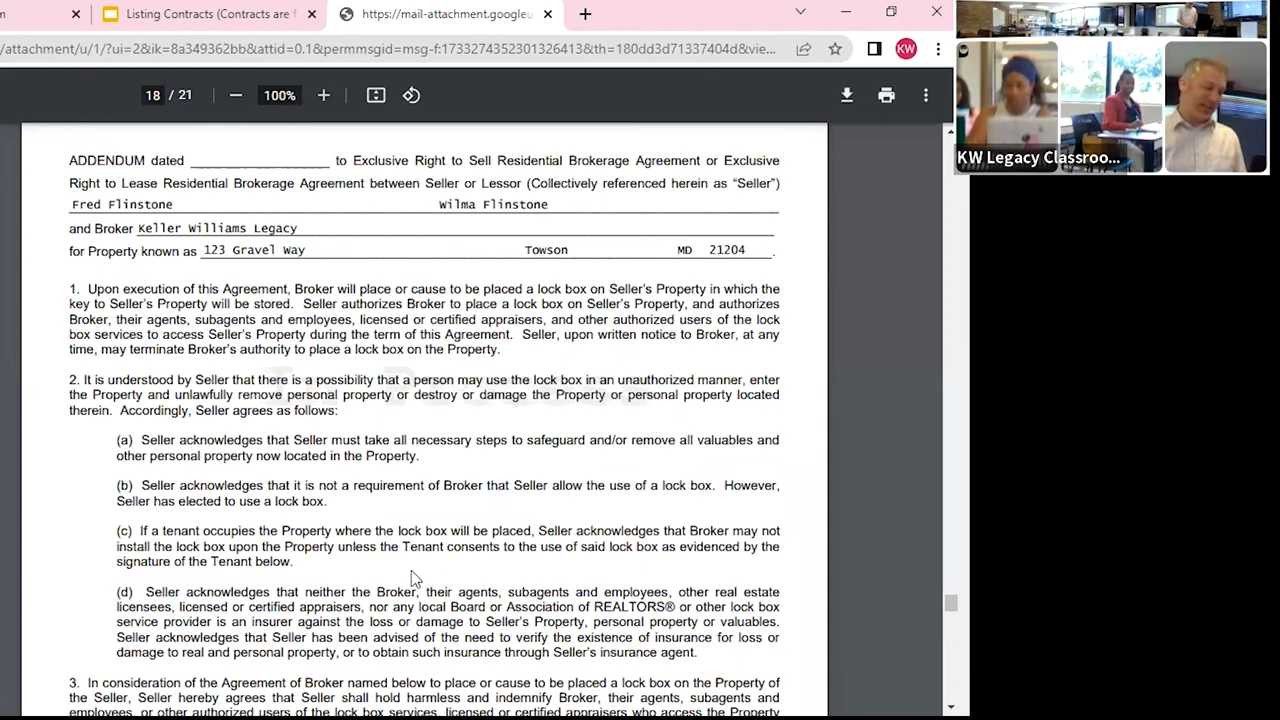 Listing Contracts (Contracts are f
https://mail-attachment.googleu
/attachment/u/1/?ui=2&ik=8a349362bb&attid=0.1&permmsgid=msg-f:1733274352301326413&th=180dd3d71337404d&vie...
KW
18 / 21
100%
KW Legacy Classroo...
ADDENDUM dated ____________________ to Exclusive Right to Sell Residential Brokerage Agreement or Exclusive
Right to Lease Residential Brokerage Agreement between Seller or Lessor (Collectively referenced herein as “Seller”)
Fred Flinstone Wilma Flinstone
and Broker Keller Williams Legacy
for Property known as 123 Gravel Way Towson MD 21204 .
1. Upon execution of this Agreement, Broker will place or cause to be placed a lock box on Seller’s Property in which the
key to Seller’s Property will be stored. Seller authorizes Broker to place a lock box on Seller’s Property, and authorizes
Broker, their agents, subagents and employees, licensed or certified appraisers, and other authorized users of the lock
box services to access Seller’s Property during the term of this Agreement. Seller, upon written notice to Broker, at any
time, may terminate Broker’s authority to place a lock box on the Property.
2. It is understood by Seller that there is a possibility that a person may use the lock box in an unauthorized manner, enter
the Property and unlawfully remove personal property or destroy or damage the Property or personal property located
therein. Accordingly, Seller agrees as follows:
(a) Seller acknowledges that Seller must take all necessary steps to safeguard and/or remove all valuables and
other personal property now located in the Property.
(b) Seller acknowledges that it is not a requirement of Broker that Seller allow the use of a lock box. However,
Seller has elected to use a lock box.
(c) If a tenant occupies the Property where the lock box will be placed, Seller acknowledges that Broker may not
install the lock box upon the Property unless the Tenant consents to the use of said lock box as evidenced by the
signature of the Tenant below.
(d) Seller acknowledges that neither the Broker, their agents, subagents and employees, other real estate
licensees, licensed or certified appraisers, nor any local Board or Association of REALTORS® or other lock box
service provider is an insurer against the loss or damage to Seller’s Property, personal property or valuables.
Seller acknowledges that Seller has been advised of the need to verify the existence of insurance for loss or
damage to real and personal property, or to obtain such insurance through Seller’s insurance agent.
3. In consideration of the Agreement of Broker named below to place or cause to be placed a lock box on the Property of
the Seller, Seller hereby agrees that Seller shall hold harmless and indemnify Broker, their agents, subagents and
employees, or other authorized users of the lock box services, licensed or certified appraisers who access the Property